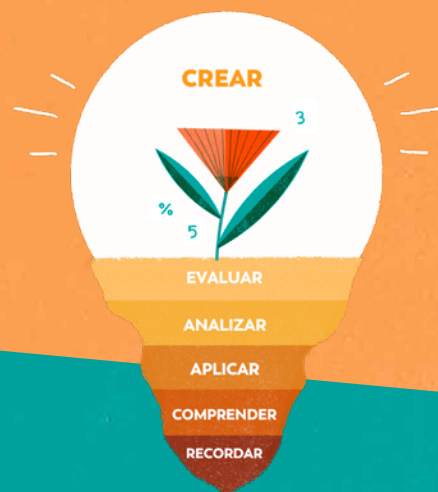 CREAR
3
%
5
EVALUAR
ANALIZAR
APLICAR
COMPRENDER
RECORDAR